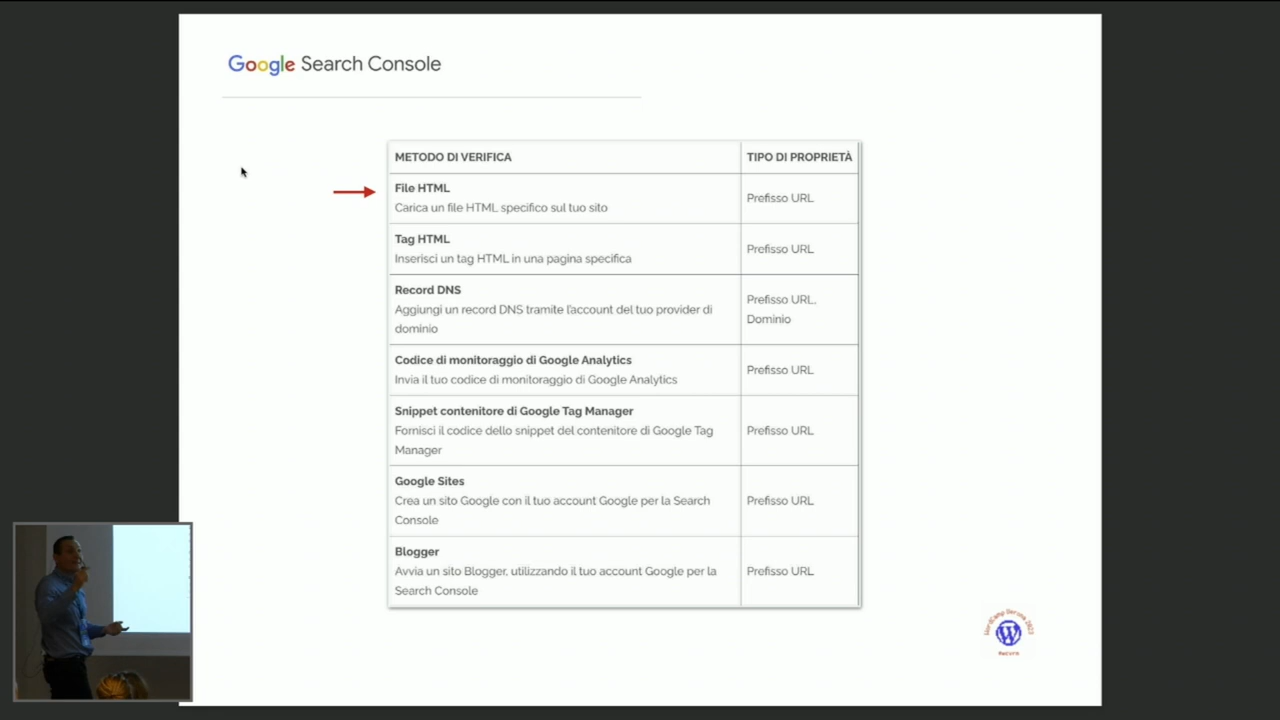 Google Search Console
METODO DI VERIFICA
TIPO DI PROPRIETÀ
File HTML
Carica un file HTML specifico sul tuo sito
Prefisso URL
Tag HTML
Inserisci un tag HTML in una pagina specifica
Prefisso URL
Record DNS
Aggiungi un record DNS tramite l'account del tuo provider di
dominio
Prefisso URL,
Dominio
Codice di monitoraggio di Google Analytics
Invia il tuo codice di monitoraggio di Google Analytics
Prefisso URL
Snippet contenitore di Google Tag Manager
Fornisci il codice dello snippet del contenitore di Google Tag
Manager
Prefisso URL
Google Sites
Crea un sito Google con il tuo account Google per la Search
Console
Prefisso URL
Blogger
Avvia un sito Blogger, utilizzando il tuo account Google per la
Search Console
Prefisso URL
WordCamp Verona 2023